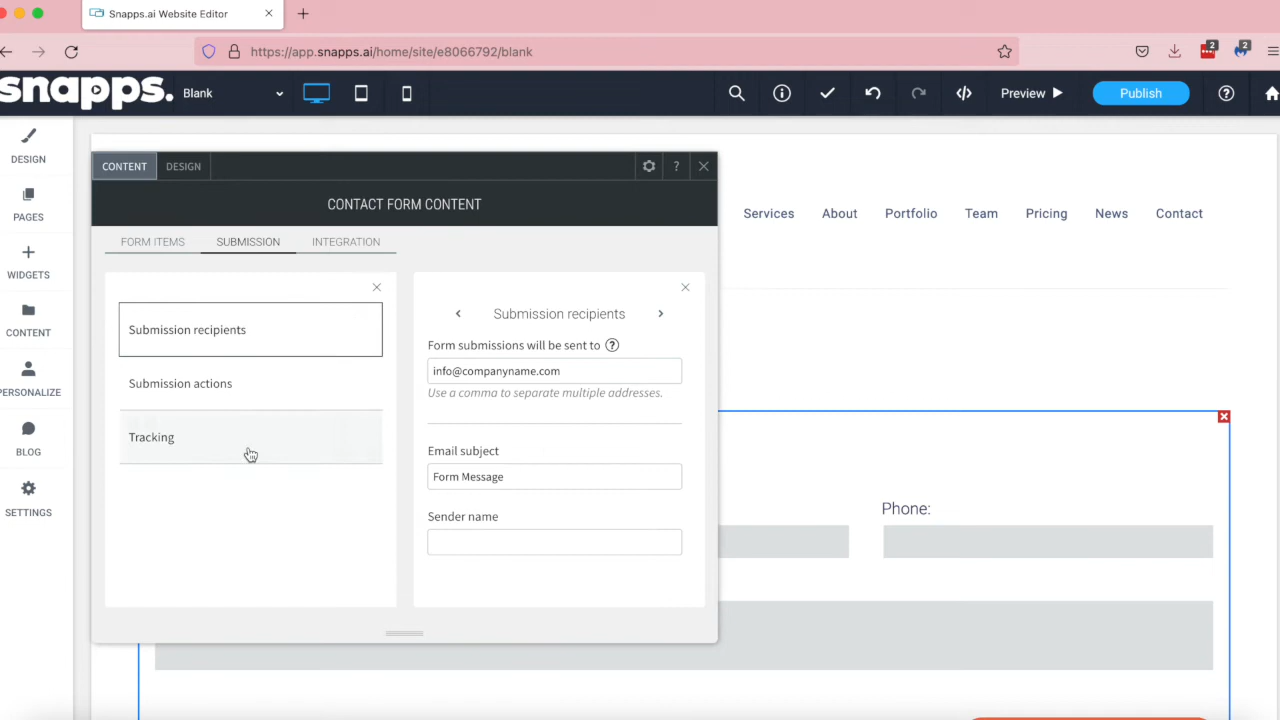 Snapps.ai Website Editor
https://app.snapps.ai/home/site/e8066792/blank
2
2
snapps.
Blank
Preview
Publish
DESIGN
PAGES
WIDGETS
CONTENT
PERSONALIZE
BLOG
SETTINGS
CONTENT
DESIGN
?
CONTACT FORM CONTENT
FORM ITEMS
SUBMISSION
INTEGRATION
Submission recipients
Submission actions
Tracking
Submission recipients
Form submissions will be sent to ?
info@companyname.com
Use a comma to separate multiple addresses.
Email subject
Form Message
Sender name
Services
About
Portfolio
Team
Pricing
News
Contact
Phone: